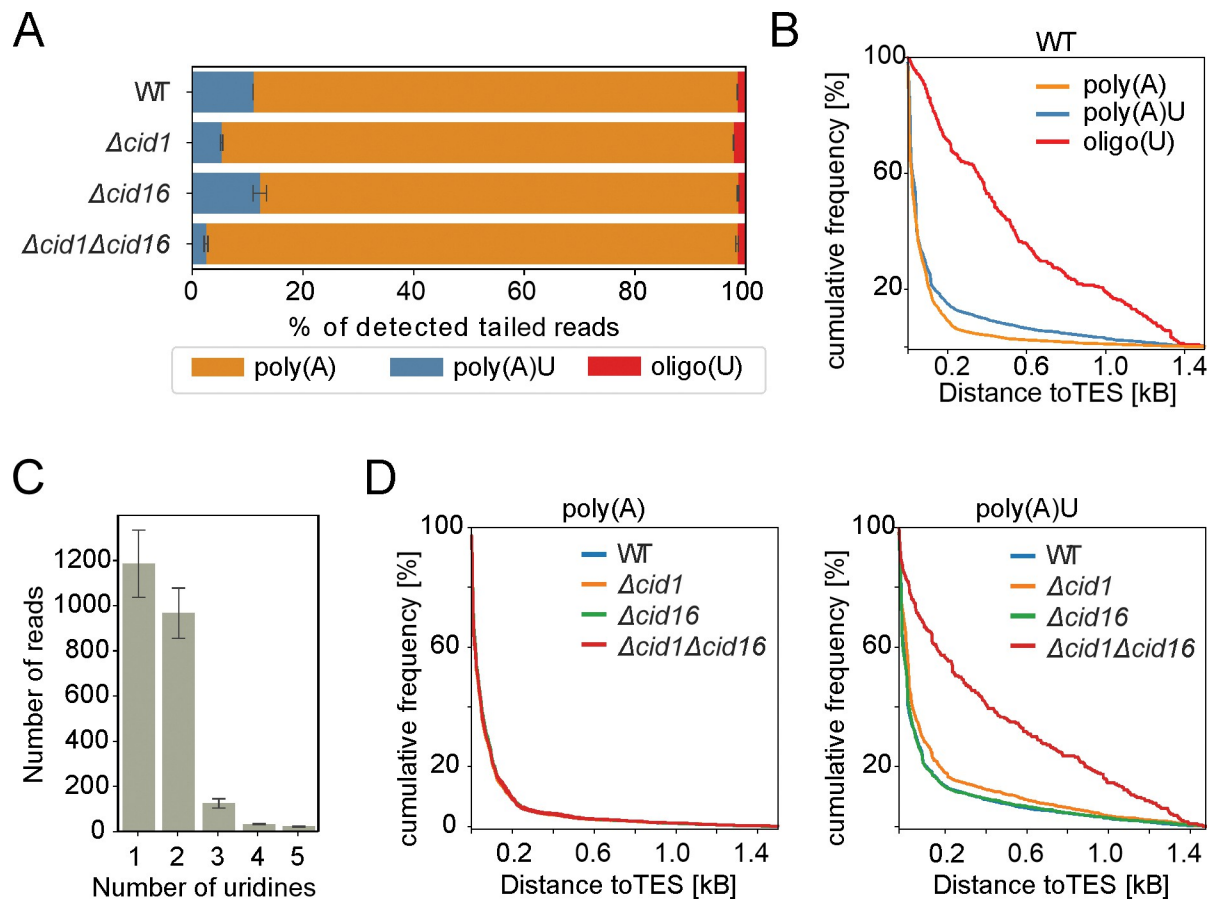 A
WT
Δcid1
Δcid16
Δcid1Δcid16
0 20 40 60 80 100
% of detected tailed reads
poly(A) poly(A)U oligo(U)
B
WT
100
60
20
cumulative frequency [%]
poly(A)
poly(A)U
oligo(U)
0.2 0.6 1.0 1.4
Distance toTES [kB]
C
Number of reads
1200
1000
800
600
400
200
0
1 2 3 4 5
Number of uridines
D
poly(A)
cumulative frequency [%]
100
60
20
0
WT
Δcid1
Δcid16
Δcid1Δcid16
0.2 0.6 1.0 1.4
Distance toTES [kB]
poly(A)U
cumulative frequency [%]
100
60
20
WT
Δcid1
Δcid16
Δcid1Δcid16
0.2 0.6 1.0 1.4
Distance toTES [kB]